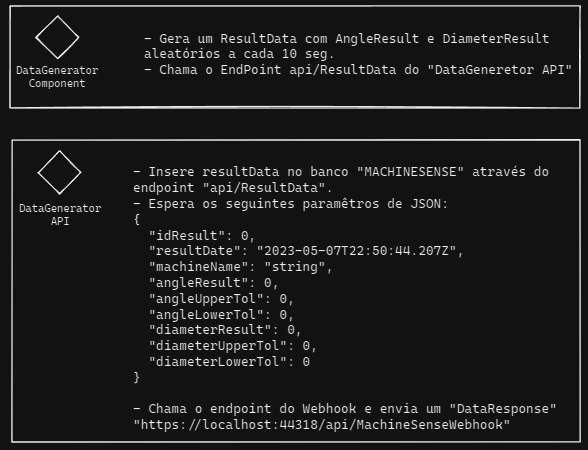 DataGenerator
Component
– Gera um ResultData com AngleResult e DiameterResult
aleatórios a cada 10 seg.
– Chama o EndPoint api/ResultData do "DataGeneretor API"
DataGenerator
API
– Insere resultData no banco "MACHINESENSE" através do
endpoint "api/ResultData".
– Espera os seguintes paramêtros de JSON:
{
"idResult": 0,
"resultDate": "2023-05-07T22:50:44.207Z",
"machineName": "string",
"angleResult": 0,
"angleUpperTol": 0,
"angleLowerTol": 0,
"diameterResult": 0,
"diameterUpperTol": 0,
"diameterLowerTol": 0
}
– Chama o endpoint do Webhook e envia um "DataResponse"
"https://localhost:44318/api/MachineSenseWebhook"